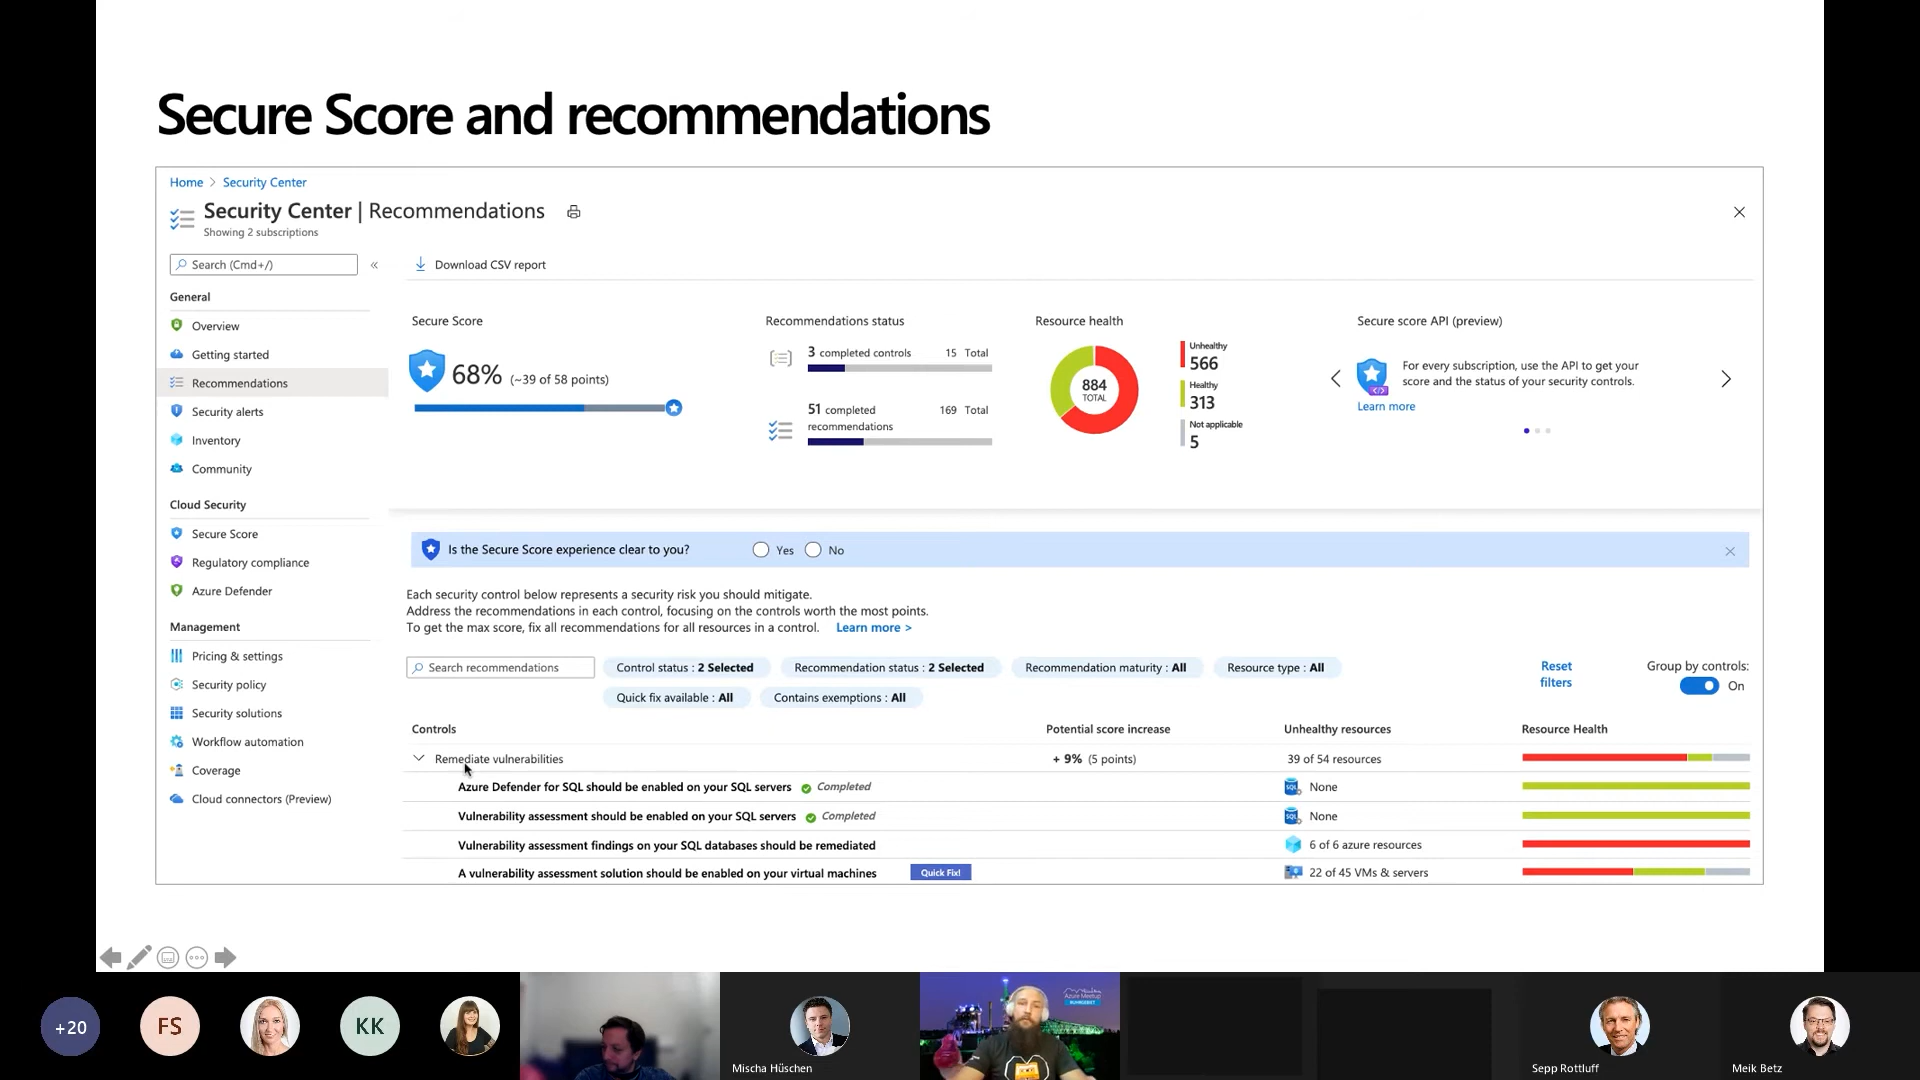 Secure Score and recommendations
Home > Security Center
Security Center | Recommendations
Showing 2 subscriptions
Search (Cmd+/)
«
Download CSV report
General
Overview
Getting started
Recommendations
Security alerts
Inventory
Community
Cloud Security
Secure Score
Regulatory compliance
Azure Defender
Management
Pricing & settings
Security policy
Security solutions
Workflow automation
Coverage
Cloud connectors (Preview)
Secure Score
68% (~39 of 58 points)
Recommendations status
3 completed controls 15 Total
51 completed recommendations 169 Total
Resource health
884
TOTAL
Unhealthy
566
Healthy
313
Not applicable
5
Secure score API (preview)
For every subscription, use the API to get your
score and the status of your security controls.
Learn more
Is the Secure Score experience clear to you? Yes No
Each security control below represents a security risk you should mitigate.
Address the recommendations in each control, focusing on the controls worth the most points.
To get the max score, fix all recommendations for all resources in a control. Learn more >
Search recommendations
Control status : 2 Selected
Recommendation status : 2 Selected
Recommendation maturity : All
Resource type : All
Quick fix available : All
Contains exemptions : All
Reset
filters
Group by controls:
On
Controls Potential score increase Unhealthy resources Resource Health
Remediate vulnerabilities + 9% (5 points) 39 of 54 resources
Azure Defender for SQL should be enabled on your SQL servers Completed SQL None
Vulnerability assessment should be enabled on your SQL servers Completed SQL None
Vulnerability assessment findings on your SQL databases should be remediated 6 of 6 azure resources
A vulnerability assessment solution should be enabled on your virtual machines Quick Fix! 22 of 45 VMs & servers
+20
FS
KK
Mischa Hüschen
Azure Meetup
Sepp Rottluff
Meik Betz